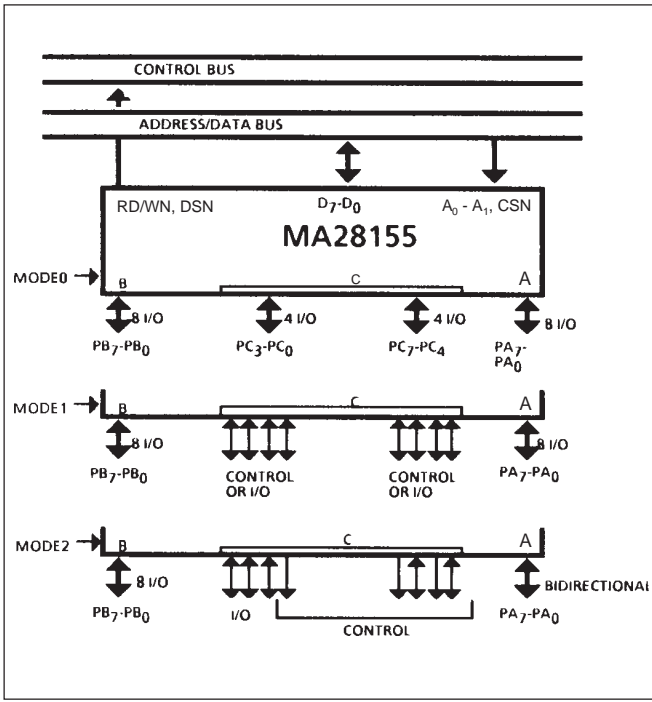 CONTROL BUS
ADDRESS/DATA BUS
RD/WN, DSN D7-D0 A0 - A1, CSN
MA28155
MODE0 B C A
8 I/O 4 I/O 4 I/O 8 I/O
PB7-PB0 PC3-PC0 PC7-PC4 PA7-
PA0
MODE1 B C A
8 I/O 8 I/O
PB7-PB0 CONTROL CONTROL PA7-PA0
OR I/O OR I/O
MODE2 B C A
8 I/O BIDIRECTIONAL
PB7-PB0 I/O PA7-PA0
CONTROL